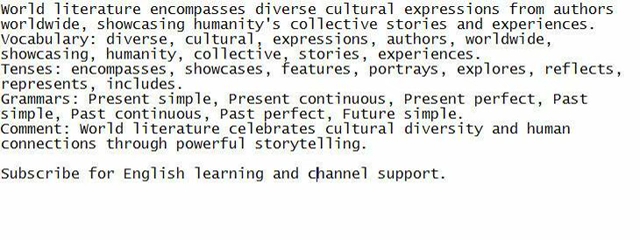 World literature encompasses diverse cultural expressions from authors
worldwide, showcasing humanity's collective stories and experiences.
Vocabulary: diverse, cultural, expressions, authors, worldwide,
showcasing, humanity, collective, stories, experiences.
Tenses: encompasses, showcases, features, portrays, explores, reflects,
represents, includes.
Grammars: Present simple, Present continuous, Present perfect, Past
simple, Past continuous, Past perfect, Future simple.
Comment: World literature celebrates cultural diversity and human
connections through powerful storytelling.
Subscribe for English learning and channel support.